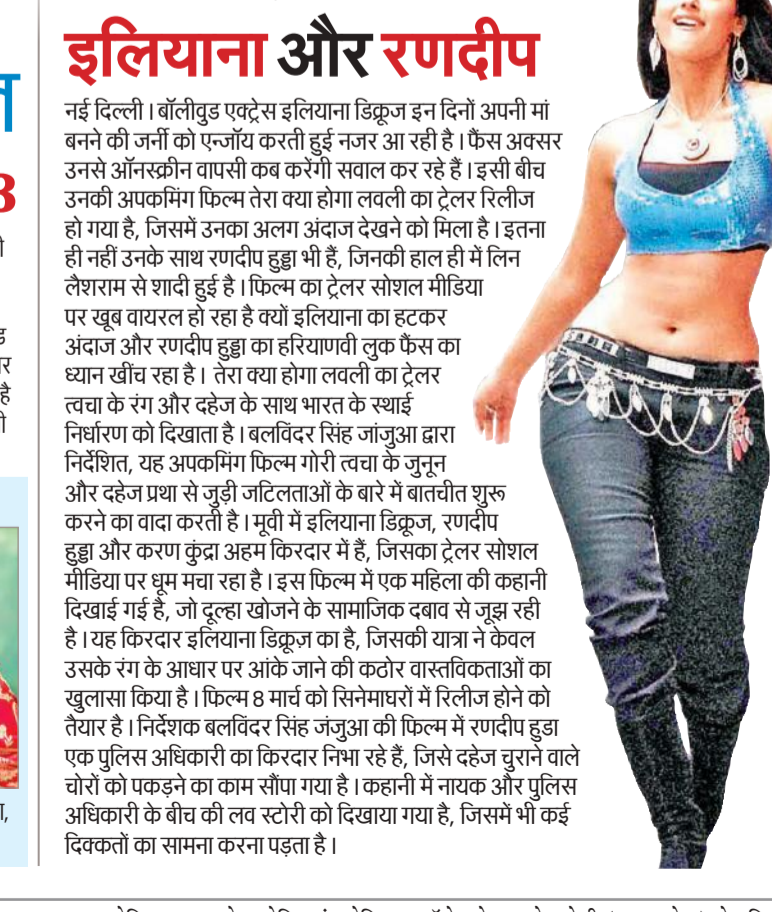 इलियाना और रणदीप
नई दिल्ली । बॉलीवुड एक्ट्रेस इलियाना डिक्रूज इन दिनों अपनी मां
बनने की जर्नी को एन्जॉय करती हुई नजर आ रही है । फैंस अक्सर
उनसे ऑनस्क्रीन वापसी कब करेंगी सवाल कर रहे हैं । इसी बीच
उनकी अपकमिंग फिल्म तेरा क्या होगा लवली का ट्रेलर रिलीज
हो गया है, जिसमें उनका अलग अंदाज देखने को मिला है । इतना
ही नहीं उनके साथ रणदीप हुड्डा भी हैं, जिनकी हाल ही में लिन
लैशराम से शादी हुई है । फिल्म का ट्रेलर सोशल मीडिया
पर खूब वायरल हो रहा है क्यों इलियाना का हटकर
अंदाज और रणदीप हुड्डा का हरियाणवी लुक फैंस का
ध्यान खींच रहा है । तेरा क्या होगा लवली का ट्रेलर
त्वचा के रंग और दहेज के साथ भारत के स्थाई
निर्धारण को दिखाता है । बलविंदर सिंह जांजुआ द्वारा
निर्देशित, यह अपकमिंग फिल्म गोरी त्वचा के जुनून
और दहेज प्रथा से जुड़ी जटिलताओं के बारे में बातचीत शुरू
करने का वादा करती है । मूवी में इलियाना डिक्रूज, रणदीप
हुड्डा और करण कुंद्रा अहम किरदार में हैं, जिसका ट्रेलर सोशल
मीडिया पर धूम मचा रहा है । इस फिल्म में एक महिला की कहानी
दिखाई गई है, जो दूल्हा खोजने के सामाजिक दबाव से जूझ रही
है । यह किरदार इलियाना डिक्रूज़ का है, जिसकी यात्रा ने केवल
उसके रंग के आधार पर आंके जाने की कठोर वास्तविकताओं का
खुलासा किया है । फिल्म 8 मार्च को सिनेमाघरों में रिलीज होने को
तैयार है । निर्देशक बलविंदर सिंह जंजुआ की फिल्म में रणदीप हुडा
एक पुलिस अधिकारी का किरदार निभा रहे हैं, जिसे दहेज चुराने वाले
चोरों को पकड़ने का काम सौंपा गया है । कहानी में नायक और पुलिस
अधिकारी के बीच की लव स्टोरी को दिखाया गया है, जिसमें भी कई
दिक्कतों का सामना करना पड़ता है ।